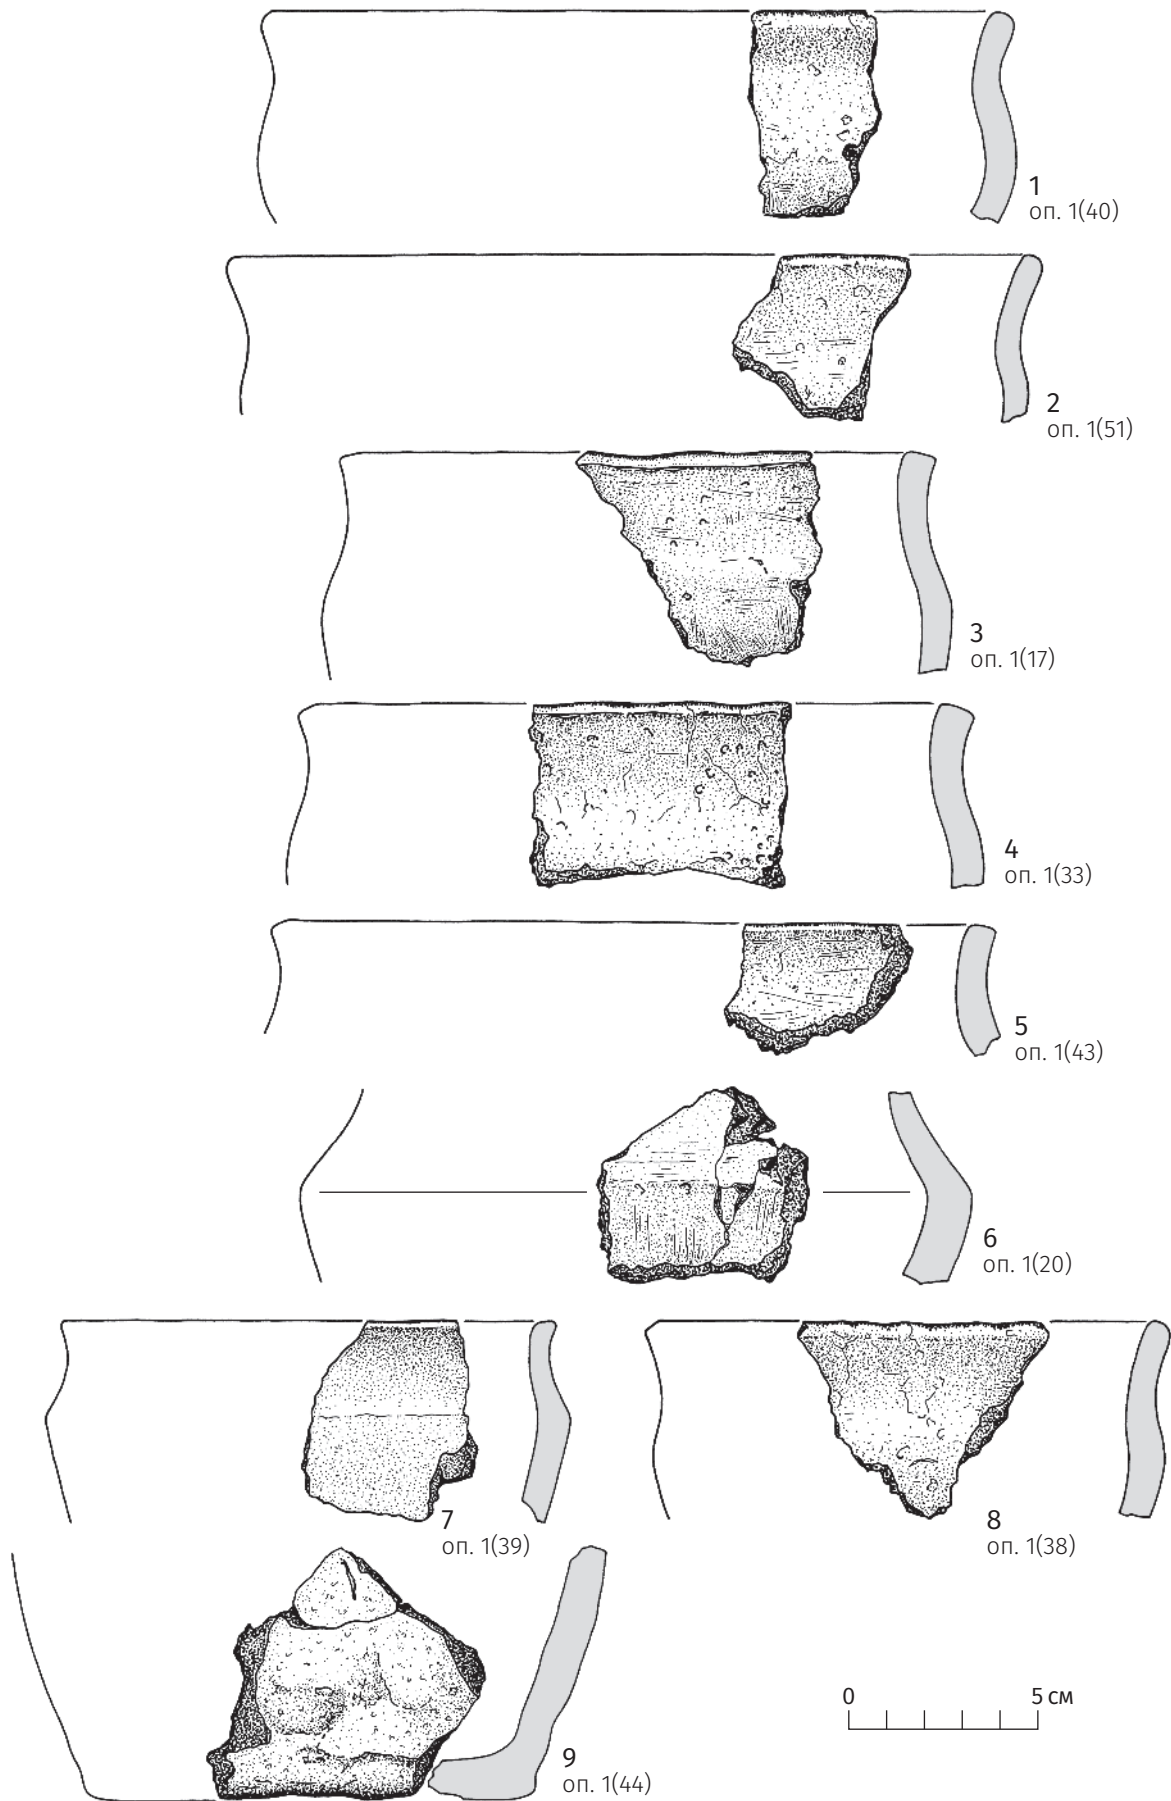 1
оп. 1(40)
2
оп. 1(51)
3
оп. 1(17)
4
оп. 1(33)
5
оп. 1(43)
6
оп. 1(20)
7
оп. 1(39)
8
оп. 1(38)
9
оп. 1(44)
0 5 см